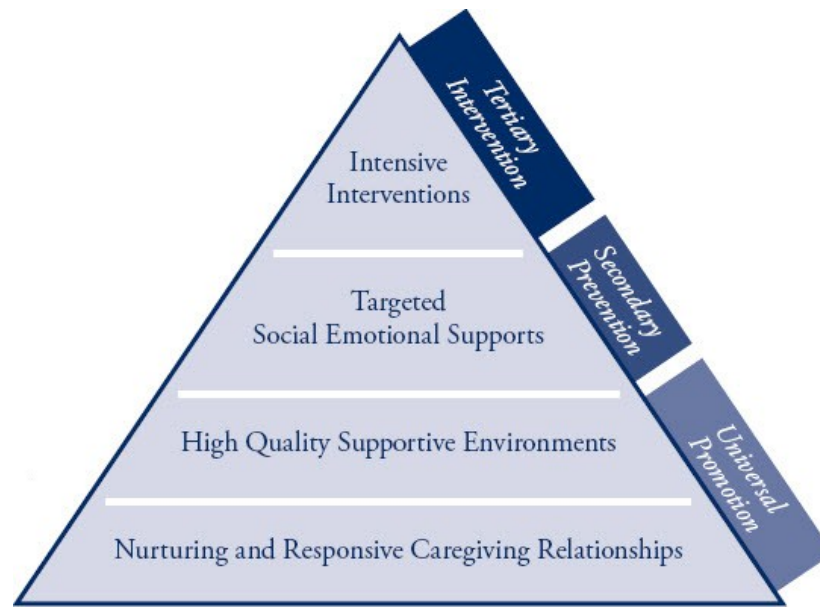 Intensive
Interventions
Targeted
Social Emotional Supports
High Quality Supportive Environments
Nurturing and Responsive Caregiving Relationships
Tertiary
Intervention
Secondary
Prevention
Universal
Promotion